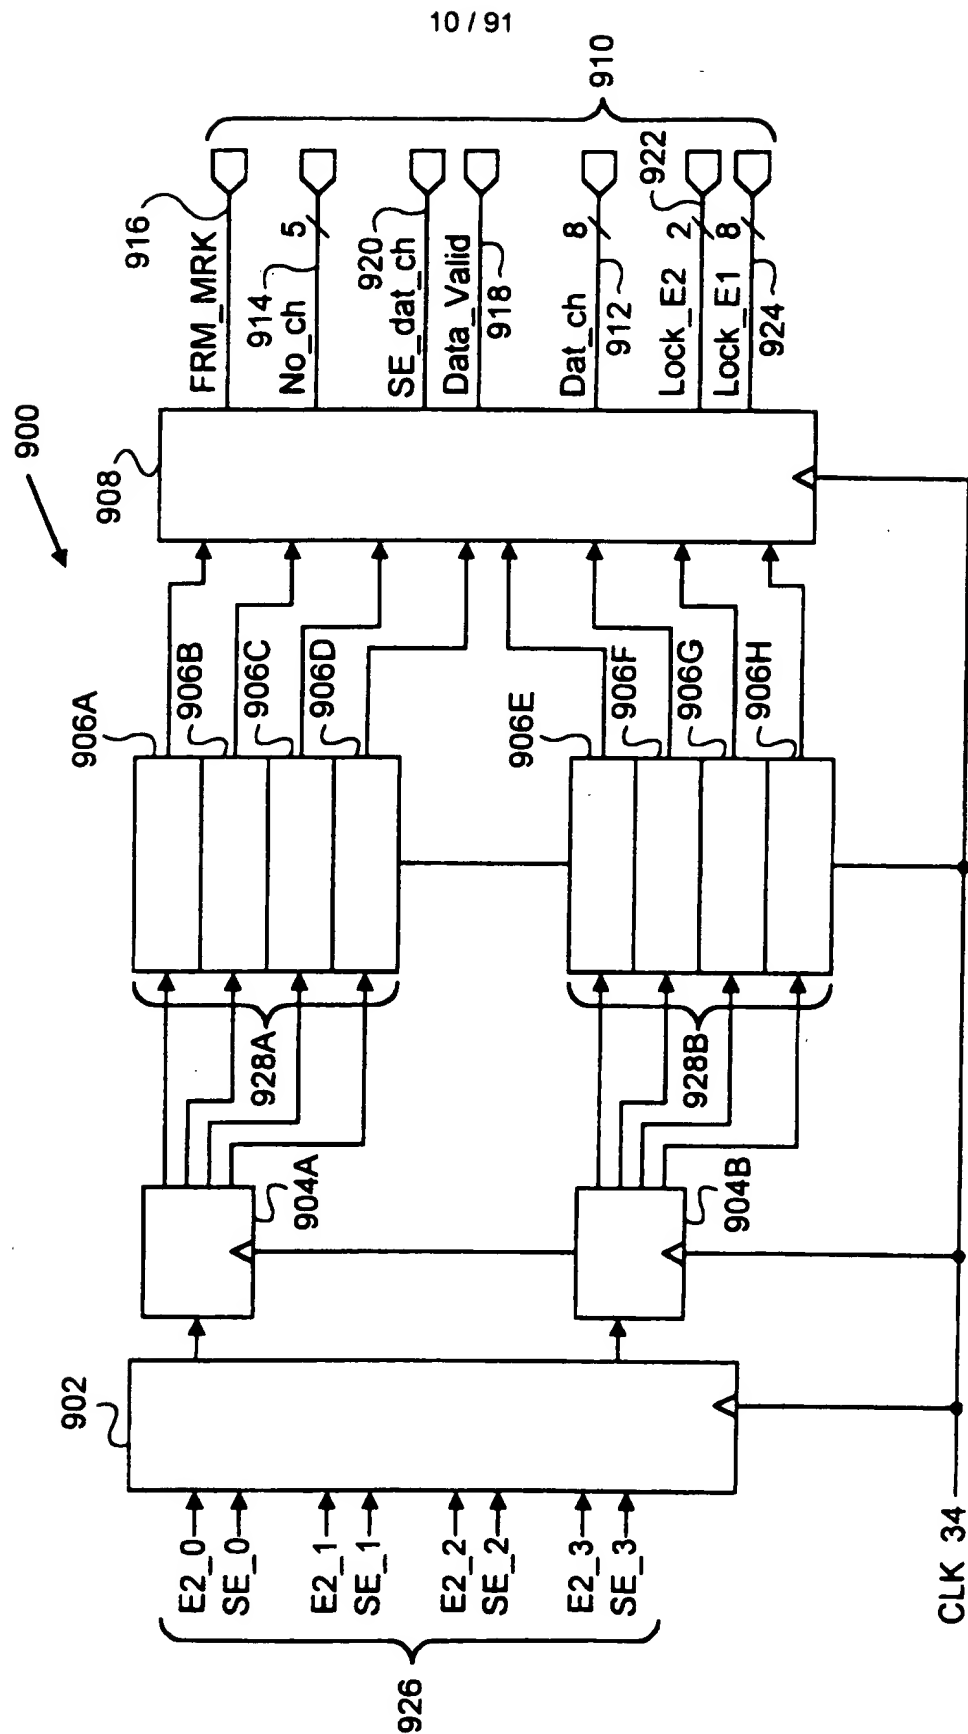 10 / 91
900
926
E2_0
SE_0
E2_1
SE_1
E2_2
SE_2
E2_3
SE_3
902
904A
904B
928A
928B
906A
906B
906C
906D
906E
906F
906G
906H
908
FRM_MRK
916
No_ch
914
5
SE_dat_ch
920
Data_Valid
918
Dat_ch
912
8
Lock_E2
922
2
Lock_E1
924
8
910
CLK 34